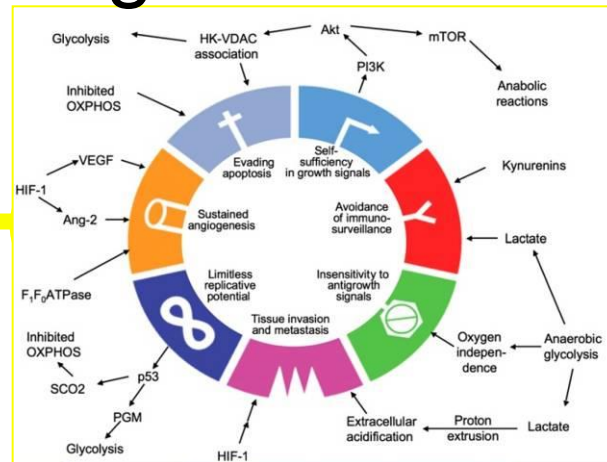 Glycolysis
HK-VDAC
association
Akt
mTOR
PI3K
Anabolic
reactions
Inhibited
OXPHOS
Evading
apoptosis
Self-
sufficiency
in growth signals
VEGF
HIF-1
Ang-2
Sustained
angiogenesis
Avoidance
of immuno-
surveillance
Kynurenins
Lactate
F₁F₀ATPase
Limitless
replicative
potential
Insensitivity to
antigrowth
signals
Tissue invasion
and metastasis
Inhibited
OXPHOS
SCO2
p53
PGM
Glycolysis
HIF-1
Oxygen
indepen-
dence
Anaerobic
glycolysis
Extracellular
acidification
Proton
extrusion
Lactate